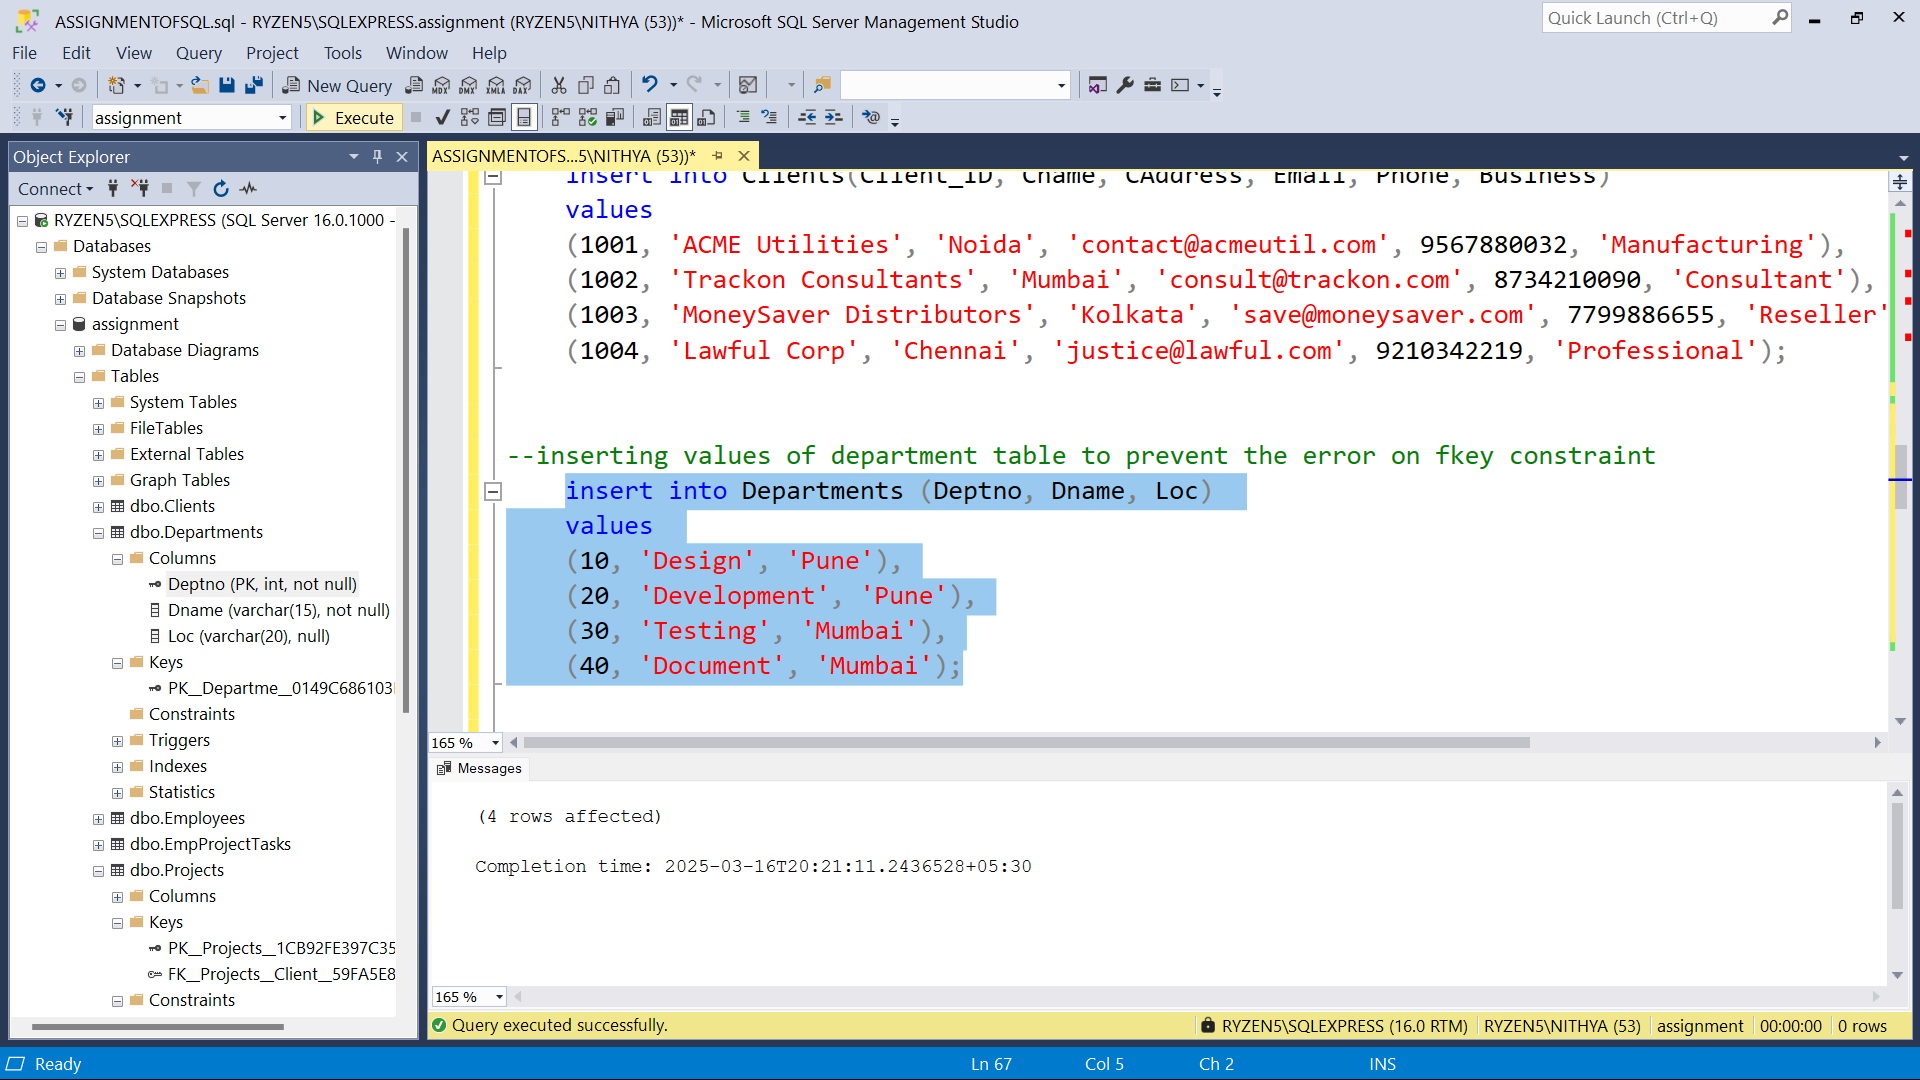 ASSIGNMENTOFSQL.sql - RYZEN5\SQLEXPRESS.assignment (RYZEN5\NITHYA (53))* - Microsoft SQL Server Management Studio
Quick Launch (Ctrl+Q)
File Edit View Query Project Tools Window Help
New Query MDX DMX XMLA DAX
assignment Execute
Object Explorer
Connect
RYZEN5\SQLEXPRESS (SQL Server 16.0.1000 -
Databases
System Databases
Database Snapshots
assignment
Database Diagrams
Tables
System Tables
FileTables
External Tables
Graph Tables
dbo.Clients
dbo.Departments
Columns
Deptno (PK, int, not null)
Dname (varchar(15), not null)
Loc (varchar(20), null)
Keys
PK__Departme__0149C686103
Constraints
Triggers
Indexes
Statistics
dbo.Employees
dbo.EmpProjectTasks
dbo.Projects
Columns
Keys
PK__Projects__1CB92FE397C35
FK__Projects__Client__59FA5E8
Constraints
ASSIGNMENTOFS...5\NITHYA (53))*
insert into Clients(Client_ID, Cname, CAddress, Email, Phone, Business)
values
(1001, 'ACME Utilities', 'Noida', 'contact@acmeutil.com', 9567880032, 'Manufacturing'),
(1002, 'Trackon Consultants', 'Mumbai', 'consult@trackon.com', 8734210090, 'Consultant'),
(1003, 'MoneySaver Distributors', 'Kolkata', 'save@moneysaver.com', 7799886655, 'Reseller'
(1004, 'Lawful Corp', 'Chennai', 'justice@lawful.com', 9210342219, 'Professional');
--inserting values of department table to prevent the error on fkey constraint
insert into Departments (Deptno, Dname, Loc)
values
(10, 'Design', 'Pune'),
(20, 'Development', 'Pune'),
(30, 'Testing', 'Mumbai'),
(40, 'Document', 'Mumbai');
165 %
Messages
(4 rows affected)
Completion time: 2025-03-16T20:21:11.2436528+05:30
165 %
Query executed successfully. RYZEN5\SQLEXPRESS (16.0 RTM) RYZEN5\NITHYA (53) assignment 00:00:00 0 rows
Ready Ln 67 Col 5 Ch 2 INS